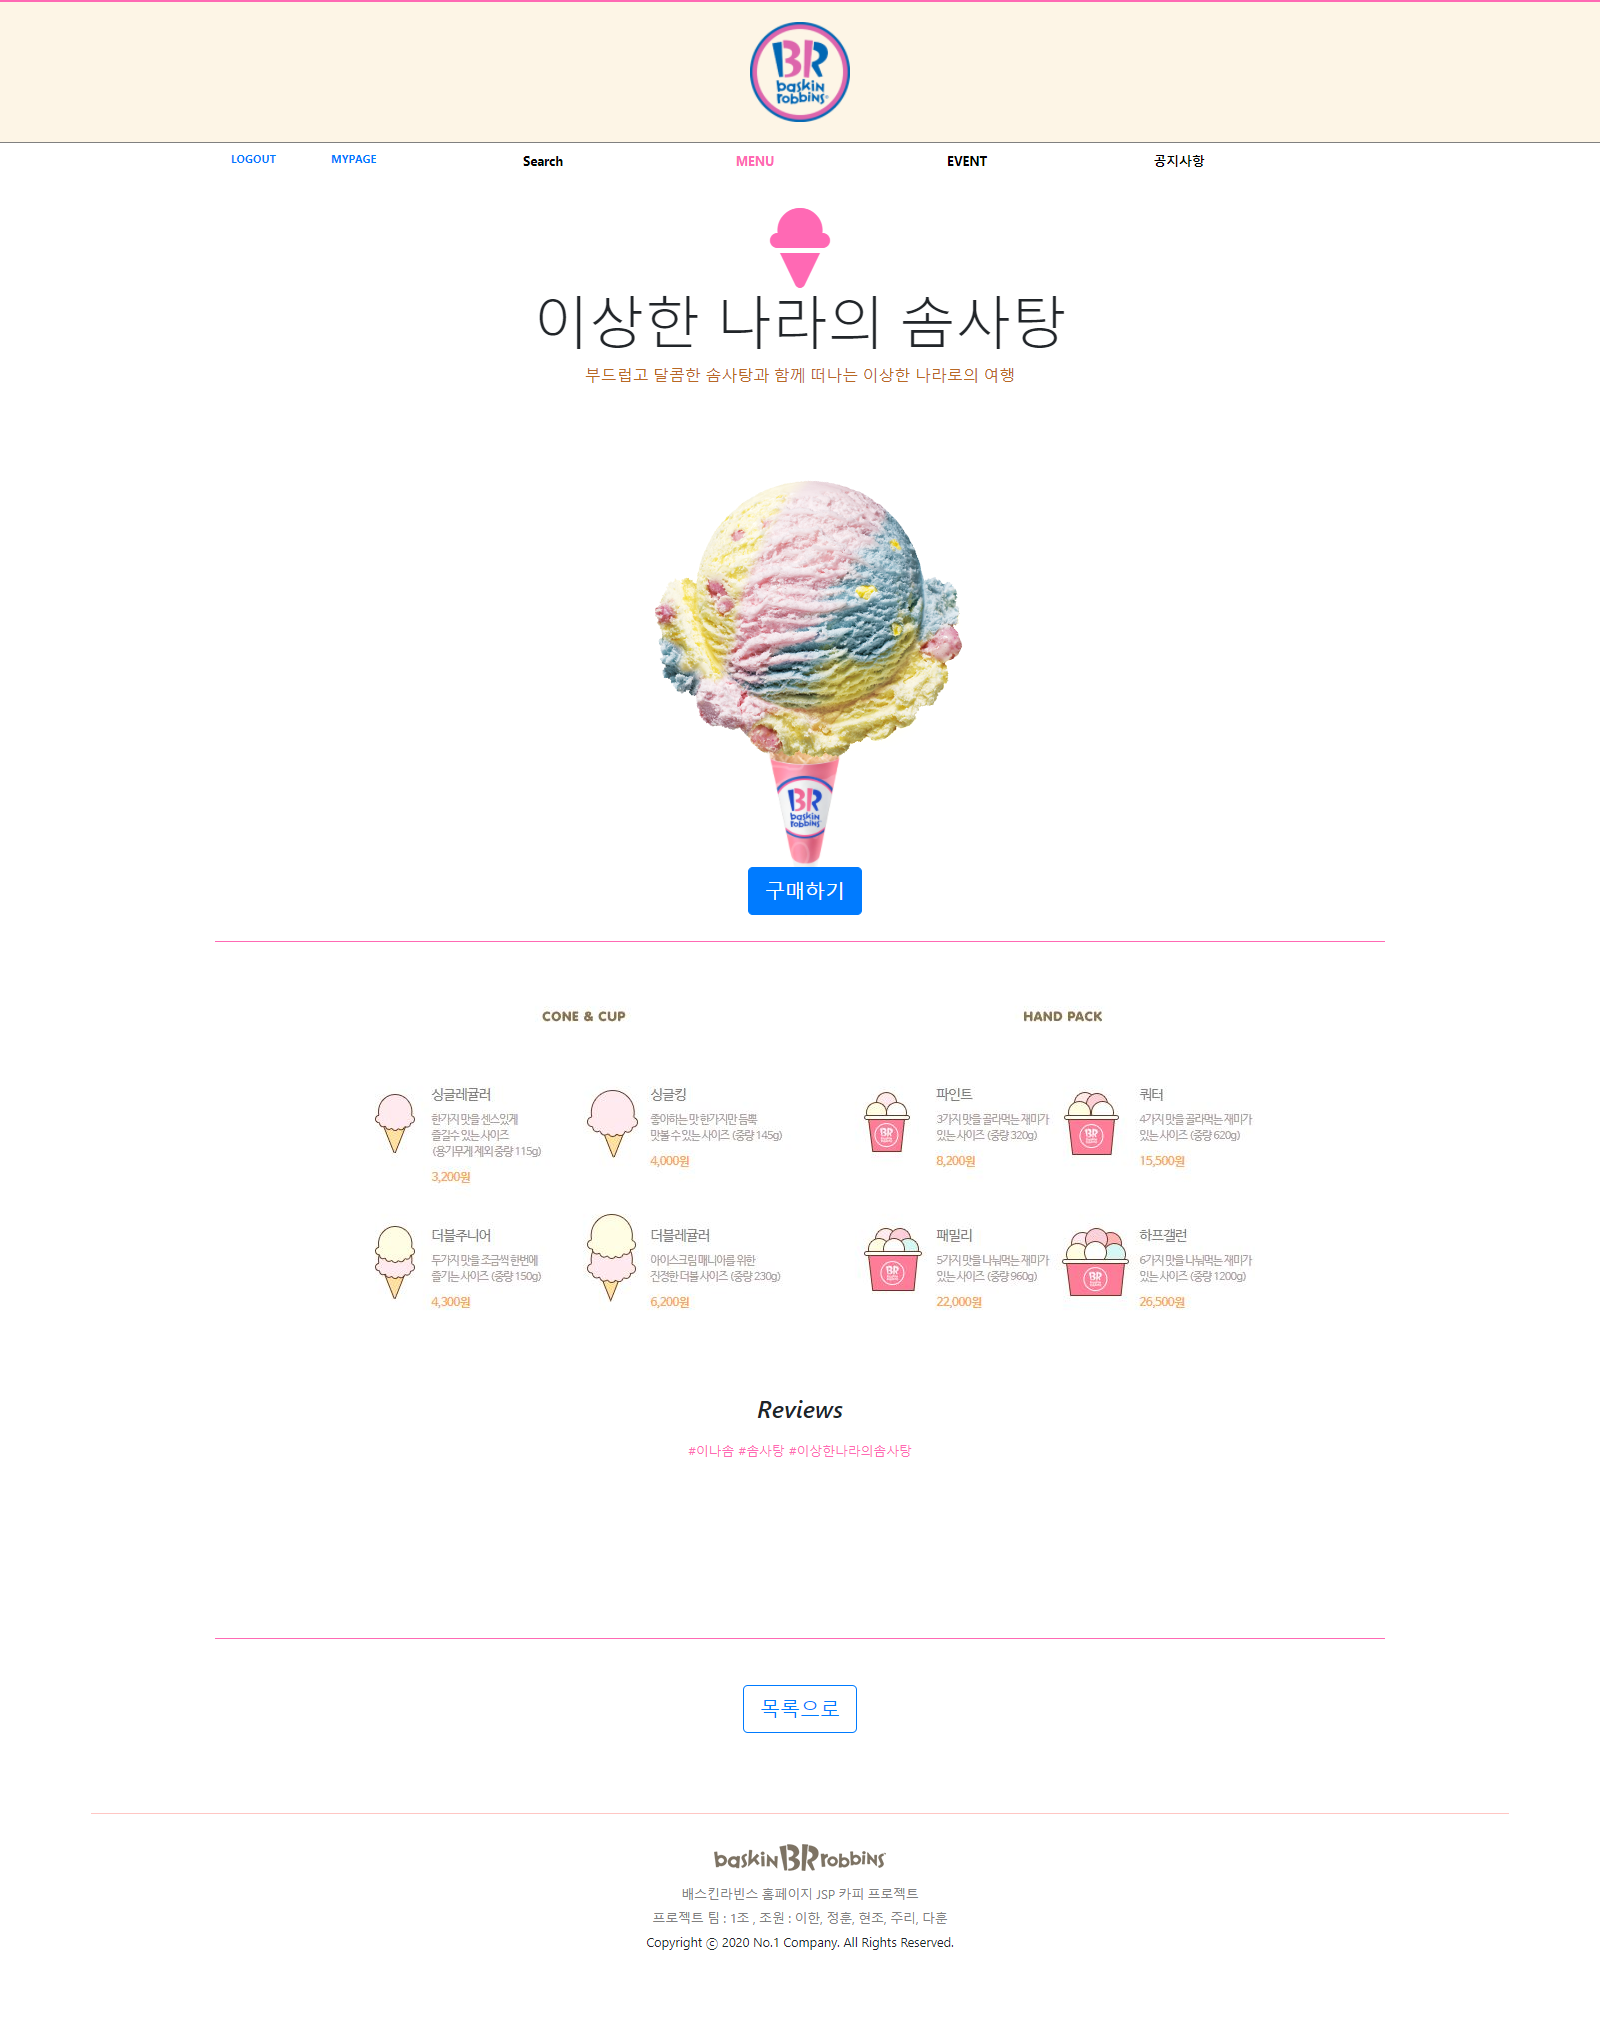 BR
baskin
robbins
LOGOUT
MYPAGE
Search
MENU
EVENT
공지사항
이상한 나라의 솜사탕
부드럽고 달콤한 솜사탕과 함께 떠나는 이상한 나라로의 여행
BR
baskin
robbins
구매하기
CONE & CUP
싱글레귤러
한가지 맛을 센스있게
즐길수 있는 사이즈
(용기무게 제외 중량 115g)
3,200원
싱글킹
좋아하는 맛 한가지만 듬뿍
맛볼 수 있는 사이즈 (중량 145g)
4,000원
더블주니어
두가지 맛을 조금씩 한번에
즐기는 사이즈 (중량 150g)
4,300원
더블레귤러
아이스크림 매니아를 위한
진정한 더블 사이즈 (중량 230g)
6,200원
HAND PACK
파인트
3가지 맛을 골라먹는 재미가
있는 사이즈 (중량 320g)
8,200원
쿼터
4가지 맛을 골라먹는 재미가
있는 사이즈 (중량 620g)
15,500원
패밀리
5가지 맛을 나눠먹는 재미가
있는 사이즈 (중량 960g)
22,000원
하프갤런
6가지 맛을 나눠먹는 재미가
있는 사이즈 (중량 1200g)
26,500원
Reviews
#이나솜 #솜사탕 #이상한나라의솜사탕
목록으로
baskin BR robbins
배스킨라빈스 홈페이지 JSP 카피 프로젝트
프로젝트 팀 : 1조 , 조원 : 이한, 정훈, 현조, 주리, 다훈
Copyright ⓒ 2020 No.1 Company. All Rights Reserved.